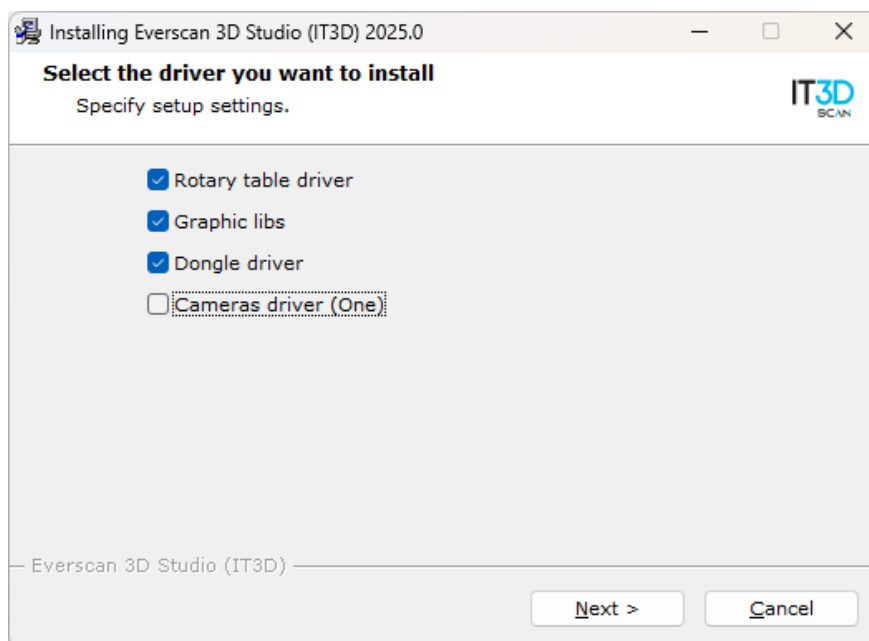 Installing Everscan 3D Studio (IT3D) 2025.0
Select the driver you want to install
Specify setup settings.
IT3D
SCAN
Rotary table driver
Graphic libs
Dongle driver
Cameras driver (One)
Everscan 3D Studio (IT3D)
Next >
Cancel